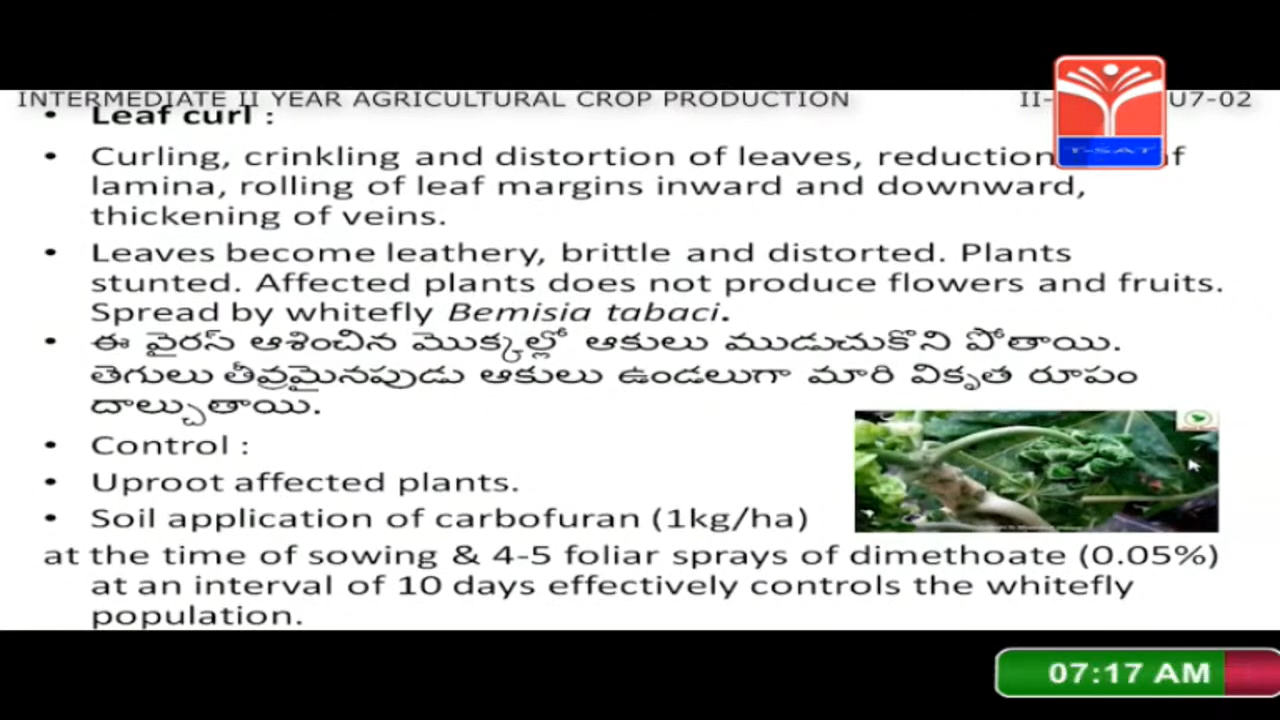 INTERMEDIATE II YEAR AGRICULTURAL CROP PRODUCTION II- U7-02
T-SAT
• Leaf curl :
• Curling, crinkling and distortion of leaves, reduction
lamina, rolling of leaf margins inward and downward,
thickening of veins.
• Leaves become leathery, brittle and distorted. Plants
stunted. Affected plants does not produce flowers and fruits.
Spread by whitefly Bemisia tabaci.
• ఈ వైరస్ ఆశించిన మొక్కల్లో ఆకులు ముడుచుకొని పోతాయి.
తెగులు తీవ్రమైనపుడు ఆకులు ఉండలుగా మారి వికృత రూపం
దాల్చుతాయి.
• Control :
• Uproot affected plants.
• Soil application of carbofuran (1kg/ha)
at the time of sowing & 4-5 foliar sprays of dimethoate (0.05%)
at an interval of 10 days effectively controls the whitefly
population.
07:17 AM